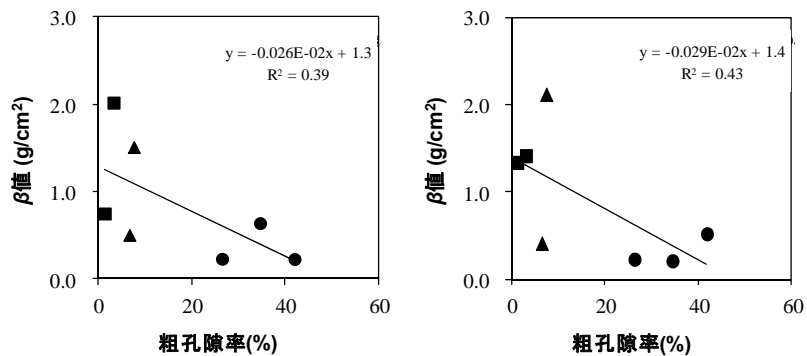 3.0
y = -0.026E-02x + 1.3
R² = 0.39
2.0
1.0
0.0
β値 (g/cm²)
0 20 40 60
粗孔隙率(%)
3.0
y = -0.029E-02x + 1.4
R² = 0.43
2.0
1.0
0.0
β値 (g/cm²)
0 20 40 60
粗孔隙率(%)